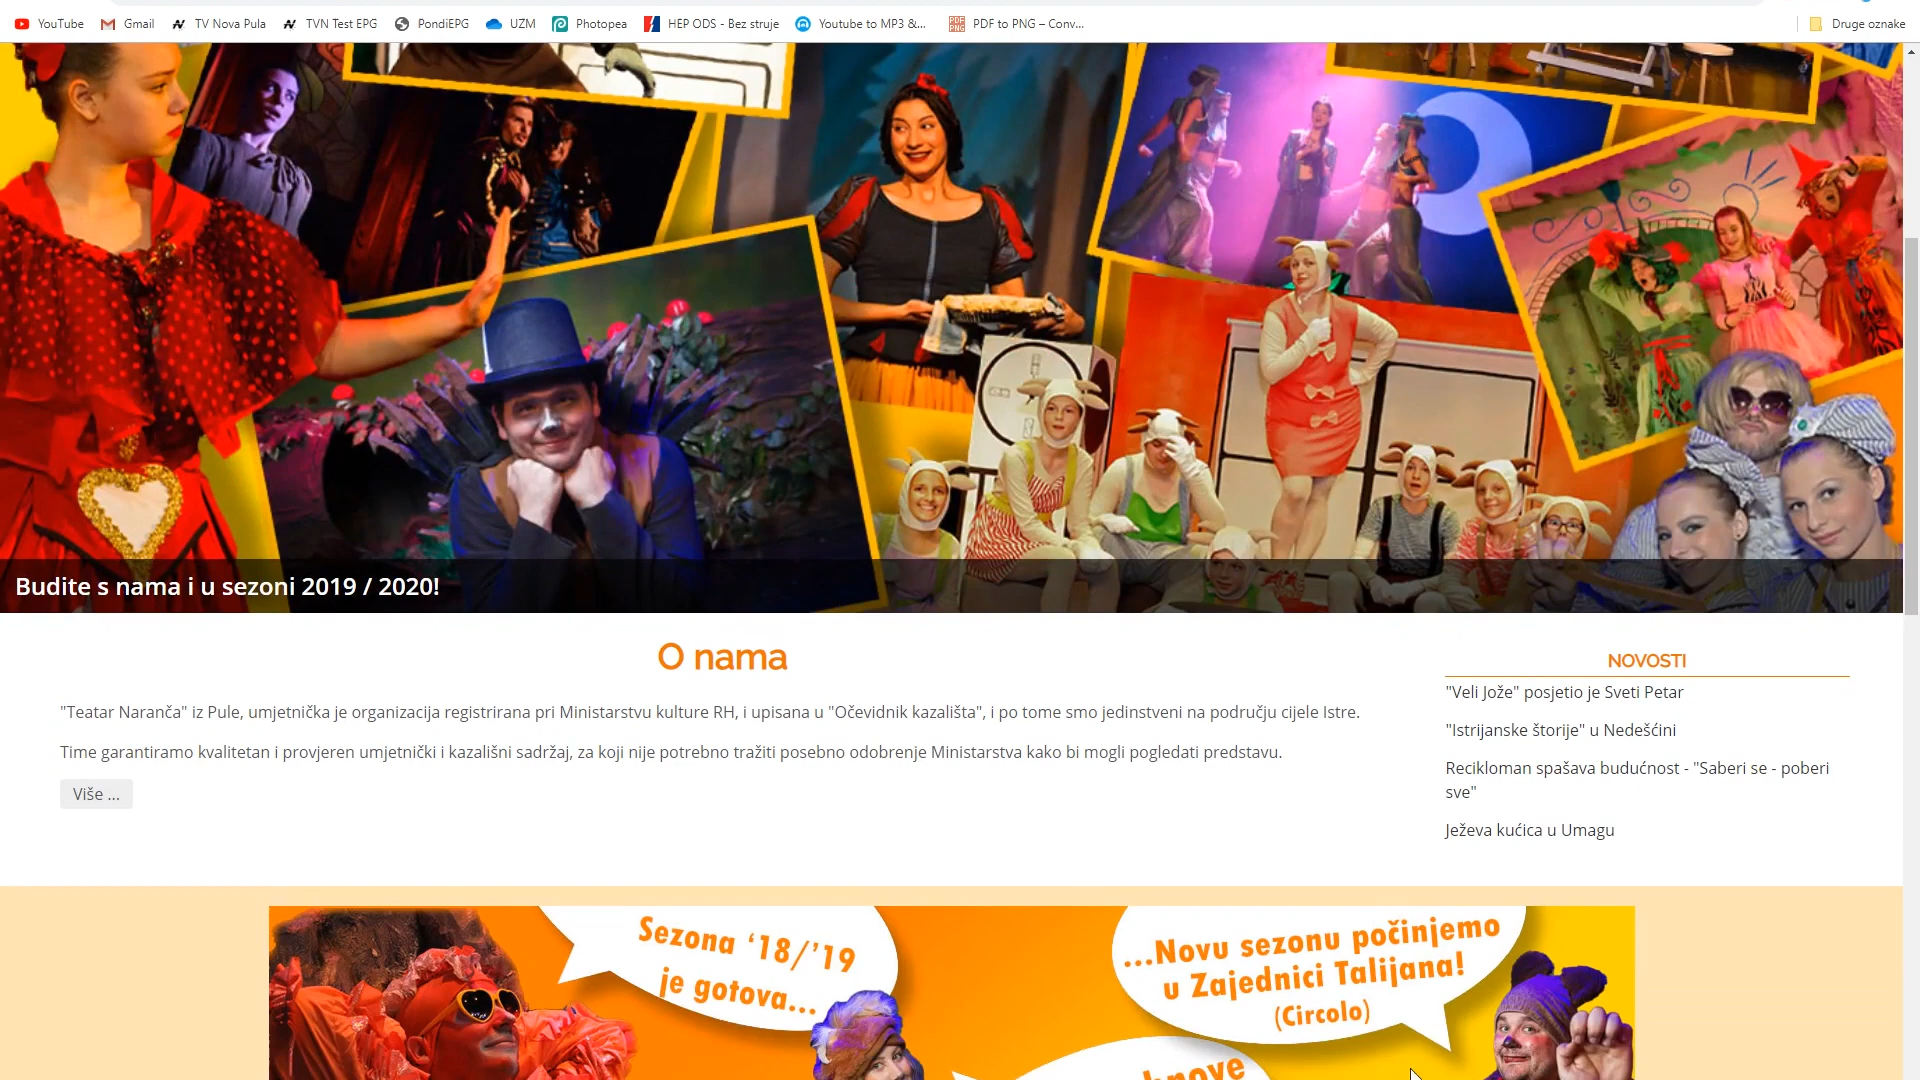 YouTube Gmail TV Nova Pula TVN Test EPG PondiEPG UZM Photopea HEP ODS - Bez struje Youtube to MP3 &... PDF to PNG – Conv... Druge oznake
Budite s nama i u sezoni 2019 / 2020!
O nama
"Teatar Naranča" iz Pule, umjetnička je organizacija registrirana pri Ministarstvu kulture RH, i upisana u "Očevidnik kazališta", i po tome smo jedinstveni na području cijele Istre.
Time garantiramo kvalitetan i provjeren umjetnički i kazališni sadržaj, za koji nije potrebno tražiti posebno odobrenje Ministarstva kako bi mogli pogledati predstavu.
Više ...
NOVOSTI
"Veli Jože" posjetio je Sveti Petar
"Istrijanske štorije" u Nedešćini
Recikloman spašava budućnost - "Saberi se - poberi
sve"
Ježeva kućica u Umagu
Sezona ‘18/’19
je gotova...
...Novu sezonu počinjemo
u Zajednici Talijana!
(Circolo)